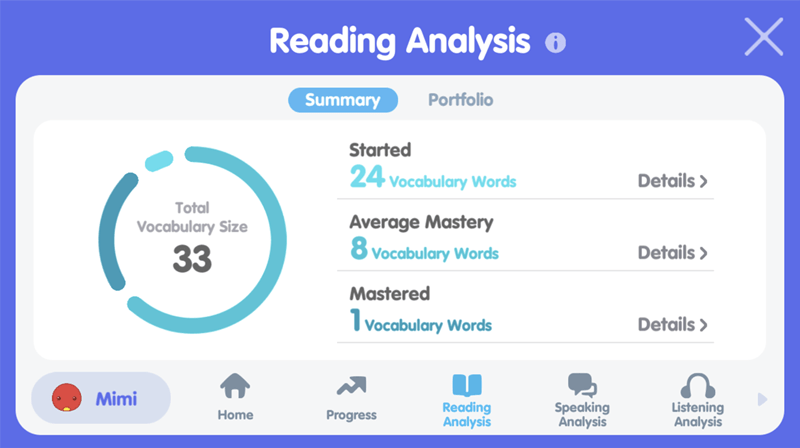 Reading Analysis
Summary
Portfolio
Total
Vocabulary Size
33
Started
24 Vocabulary Words
Details >
Average Mastery
8 Vocabulary Words
Details >
Mastered
1 Vocabulary Words
Details >
Mimi
Home
Progress
Reading
Analysis
Speaking
Analysis
Listening
Analysis